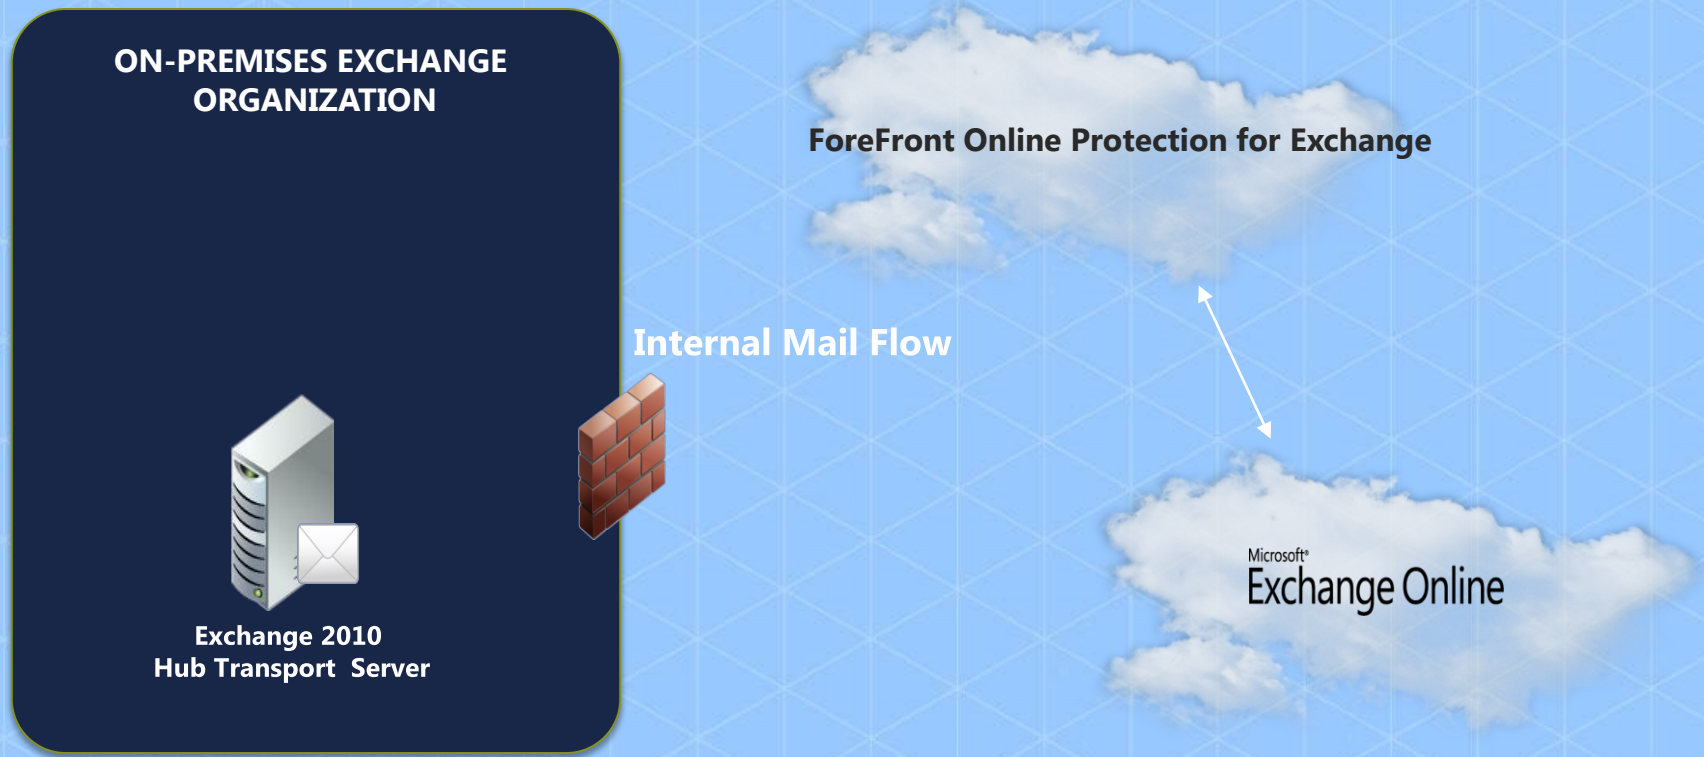 ON-PREMISES EXCHANGE
ORGANIZATION
ForeFront Online Protection for Exchange
Internal Mail Flow
Microsoft®
Exchange Online
Exchange 2010
Hub Transport Server